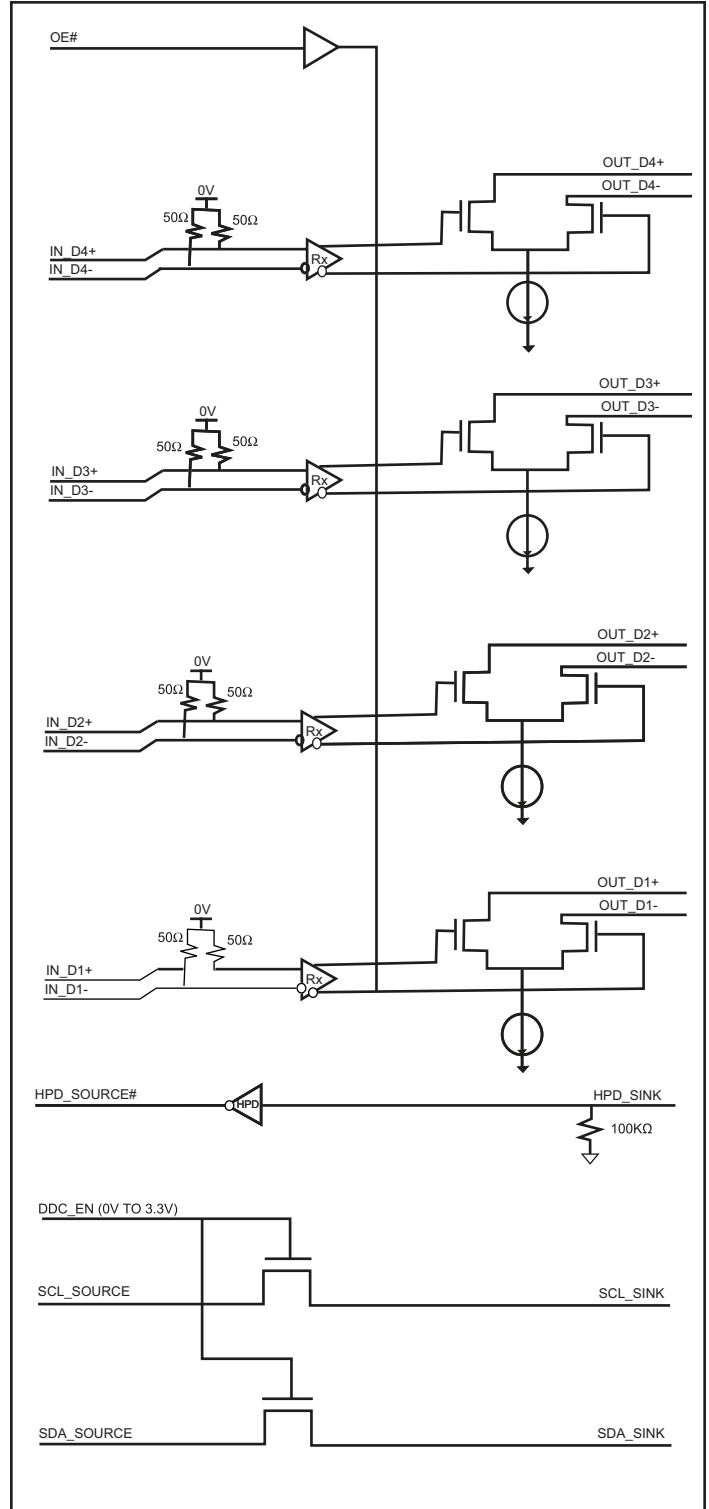 OE#
OUT_D4+
OUT_D4-
0V
50Ω
50Ω
IN_D4+
IN_D4-
Rx
OUT_D3+
OUT_D3-
0V
50Ω
50Ω
IN_D3+
IN_D3-
Rx
OUT_D2+
OUT_D2-
0V
50Ω
50Ω
IN_D2+
IN_D2-
Rx
OUT_D1+
OUT_D1-
0V
50Ω
50Ω
IN_D1+
IN_D1-
Rx
HPD_SOURCE#
HPD
HPD_SINK
100KΩ
DDC_EN (0V TO 3.3V)
SCL_SOURCE
SCL_SINK
SDA_SOURCE
SDA_SINK